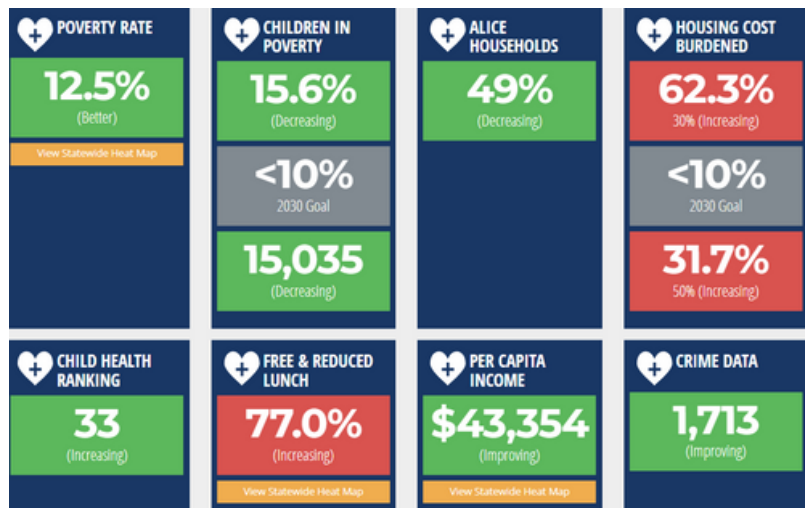 POVERTY RATE
12.5%
(Better)
View Statewide Heat Map
CHILDREN IN
POVERTY
15.6%
(Decreasing)
<10%
2030 Goal
15,035
(Decreasing)
ALICE
HOUSEHOLDS
49%
(Decreasing)
HOUSING COST
BURDENED
62.3%
30% (Increasing)
<10%
2030 Goal
31.7%
50% (Increasing)
CHILD HEALTH
RANKING
33
(Increasing)
FREE & REDUCED
LUNCH
77.0%
(Increasing)
View Statewide Heat Map
PER CAPITA
INCOME
$43,354
(Improving)
View Statewide Heat Map
CRIME DATA
1,713
(Improving)